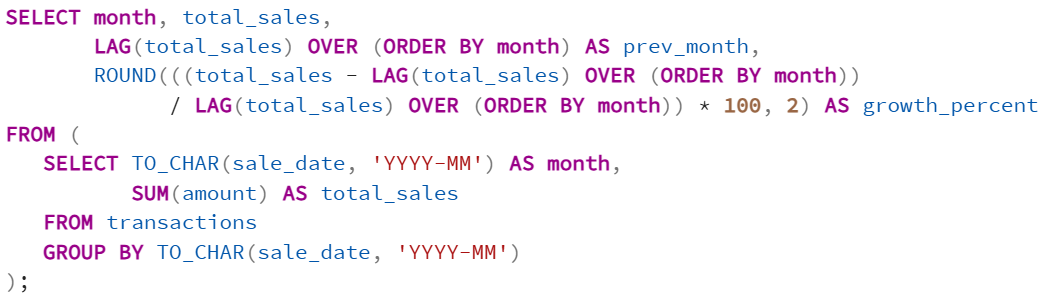 SELECT month, total_sales,
       LAG(total_sales) OVER (ORDER BY month) AS prev_month,
       ROUND(((total_sales - LAG(total_sales) OVER (ORDER BY month))
             / LAG(total_sales) OVER (ORDER BY month)) * 100, 2) AS growth_percent
FROM (
   SELECT TO_CHAR(sale_date, 'YYYY-MM') AS month,
          SUM(amount) AS total_sales
   FROM transactions
   GROUP BY TO_CHAR(sale_date, 'YYYY-MM')
);